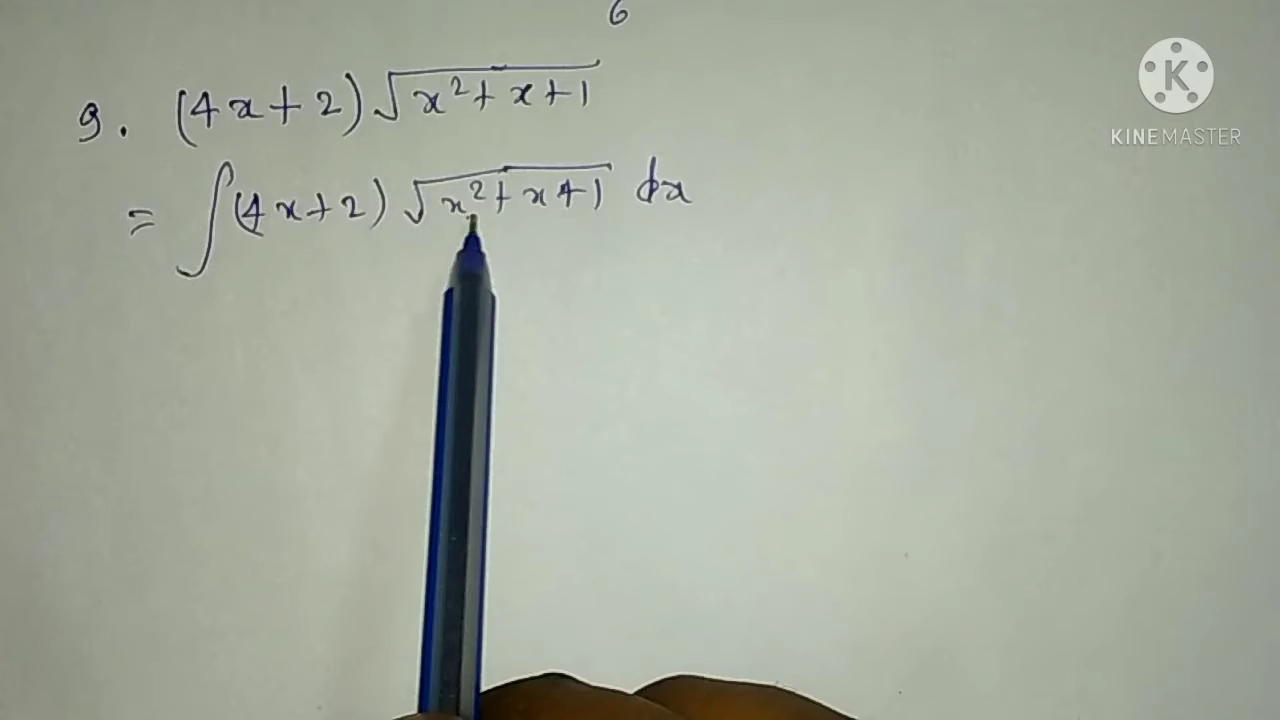 6
9. (4x+2)√x²+x+1
= ∫(4x+2) √x²+x+1 dx
K
KINEMASTER